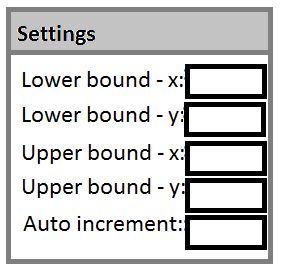 Settings
Lower bound - x:
Lower bound - y:
Upper bound - x:
Upper bound - y:
Auto increment::